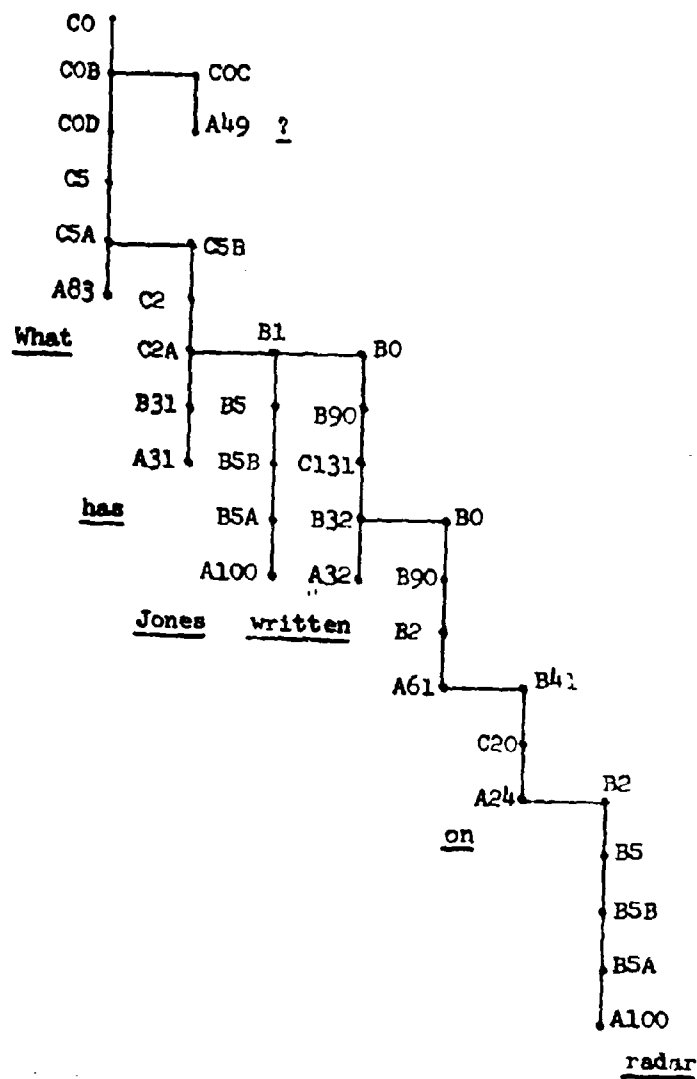 CO
COB COC
COD A49 ?
C5
C5A C5B
A83 C2
What B1
C2A B0
B31 B5 B90
A31 B5B C131
has B5A B32 B0
A100 A32 B90
Jones written B2
A61 B41
C20
A24 B2
on
B5
B5B
B5A
A100
radar